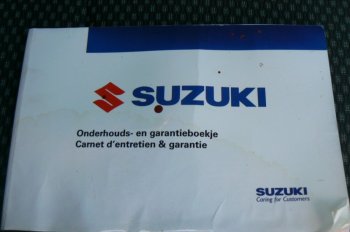 SUZUKI
Onderhouds- en garantieboekje
Carnet d'entretien & garantie
SUZUKI
Caring for Customers